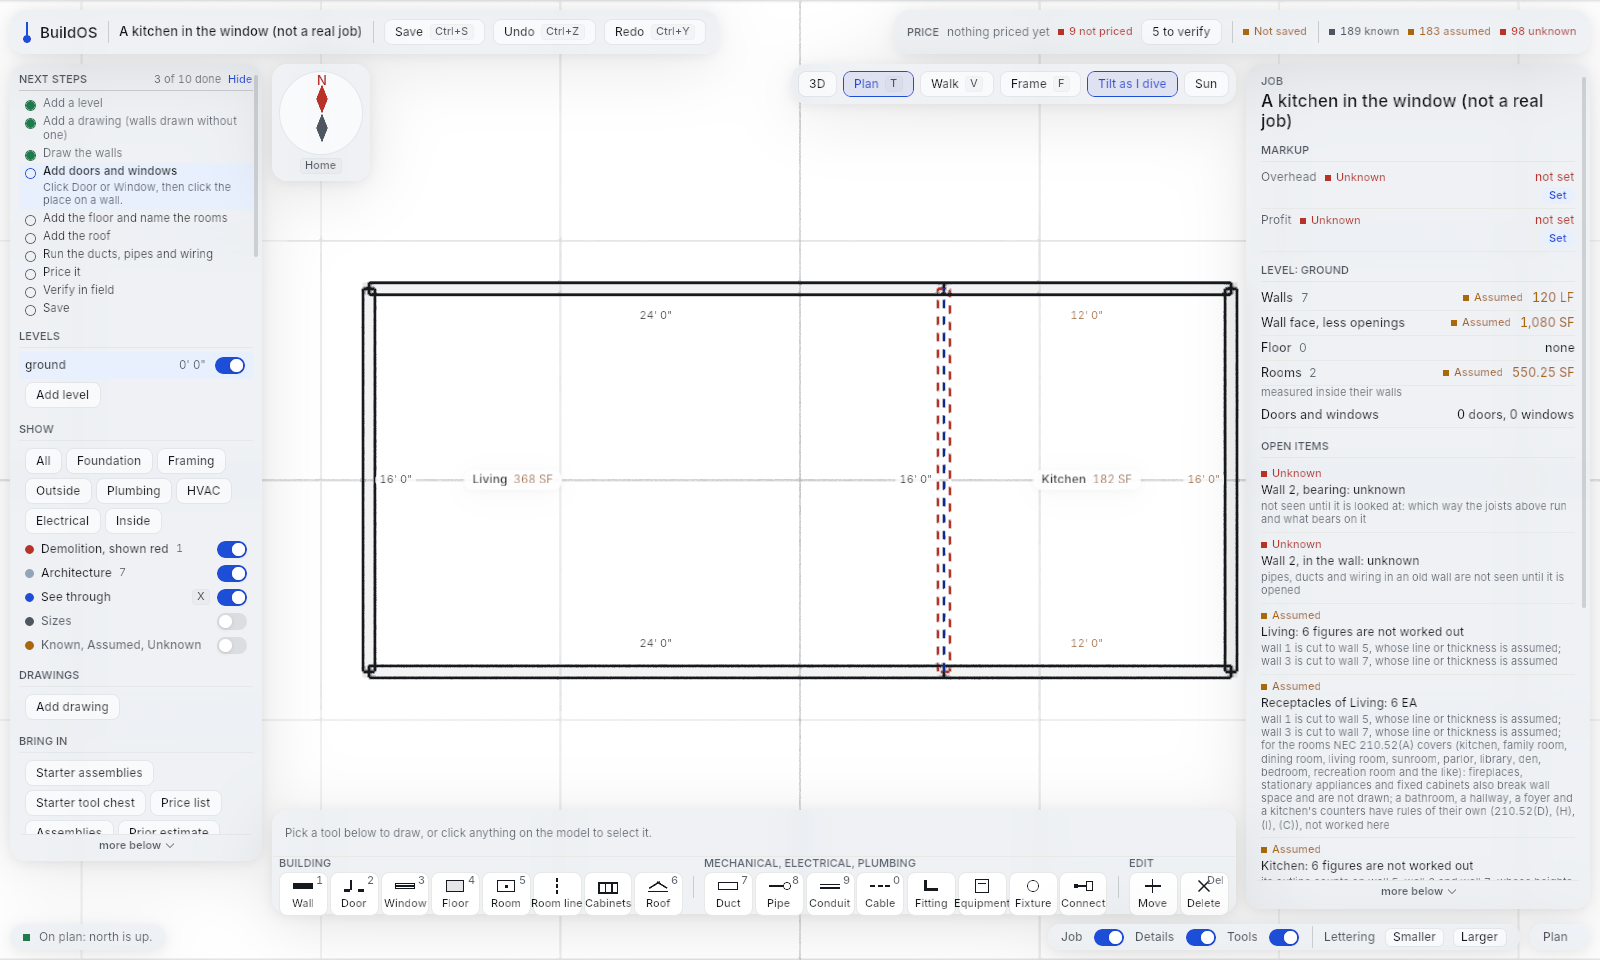 BuildOS
A kitchen in the window (not a real job)
Save Ctrl+S
Undo Ctrl+Z
Redo Ctrl+Y
PRICE nothing priced yet
9 not priced
5 to verify
Not saved
189 known
183 assumed
98 unknown
NEXT STEPS
3 of 10 done
Hide
Add a level
Add a drawing (walls drawn without
one)
Draw the walls
Add doors and windows
Click Door or Window, then click the
place on a wall.
Add the floor and name the rooms
Add the roof
Run the ducts, pipes and wiring
Price it
Verify in field
Save
LEVELS
ground 0' 0"
Add level
SHOW
All
Foundation
Framing
Outside
Plumbing
HVAC
Electrical
Inside
Demolition, shown red 1
Architecture 7
See through X
Sizes
Known, Assumed, Unknown
DRAWINGS
Add drawing
BRING IN
Starter assemblies
Starter tool chest
Price list
Assemblies
Prior estimate
more below
On plan: north is up.
N
Home
3D
Plan T
Walk V
Frame F
Tilt as I dive
Sun
24' 0"
12' 0"
16' 0"
Living 368 SF
16' 0"
Kitchen 182 SF
16' 0"
24' 0"
12' 0"
Pick a tool below to draw, or click anything on the model to select it.
BUILDING
Wall 1
Door 2
Window 3
Floor 4
Room 5
Room line
Cabinets
Roof 6
MECHANICAL, ELECTRICAL, PLUMBING
Duct 7
Pipe 8
Conduit 9
Cable 0
Fitting
Equipment
Fixture
Connect
EDIT
Move
Delete Del
JOB
A kitchen in the window (not a real
job)
MARKUP
Overhead Unknown not set
Set
Profit Unknown not set
Set
LEVEL: GROUND
Walls 7 Assumed 120 LF
Wall face, less openings Assumed 1,080 SF
Floor 0 none
Rooms 2 Assumed 550.25 SF
measured inside their walls
Doors and windows 0 doors, 0 windows
OPEN ITEMS
Unknown
Wall 2, bearing: unknown
not seen until it is looked at: which way the joists above run
and what bears on it
Unknown
Wall 2, in the wall: unknown
pipes, ducts and wiring in an old wall are not seen until it is
opened
Assumed
Living: 6 figures are not worked out
wall 1 is cut to wall 5, whose line or thickness is assumed;
wall 3 is cut to wall 7, whose line or thickness is assumed
Assumed
Receptacles of Living: 6 EA
wall 1 is cut to wall 5, whose line or thickness is assumed;
wall 3 is cut to wall 7, whose line or thickness is assumed;
for the rooms NEC 210.52(A) covers (kitchen, family room,
dining room, living room, sunroom, parlor, library, den,
bedroom, recreation room and the like): fireplaces,
stationary appliances and fixed cabinets also break wall
space and are not drawn; a bathroom, a hallway, a foyer and
a kitchen's counters have rules of their own (210.52(D), (H),
(I), (C)), not worked here
Assumed
Kitchen: 6 figures are not worked out
more below
Job
Details
Tools
Lettering
Smaller
Larger
Plan